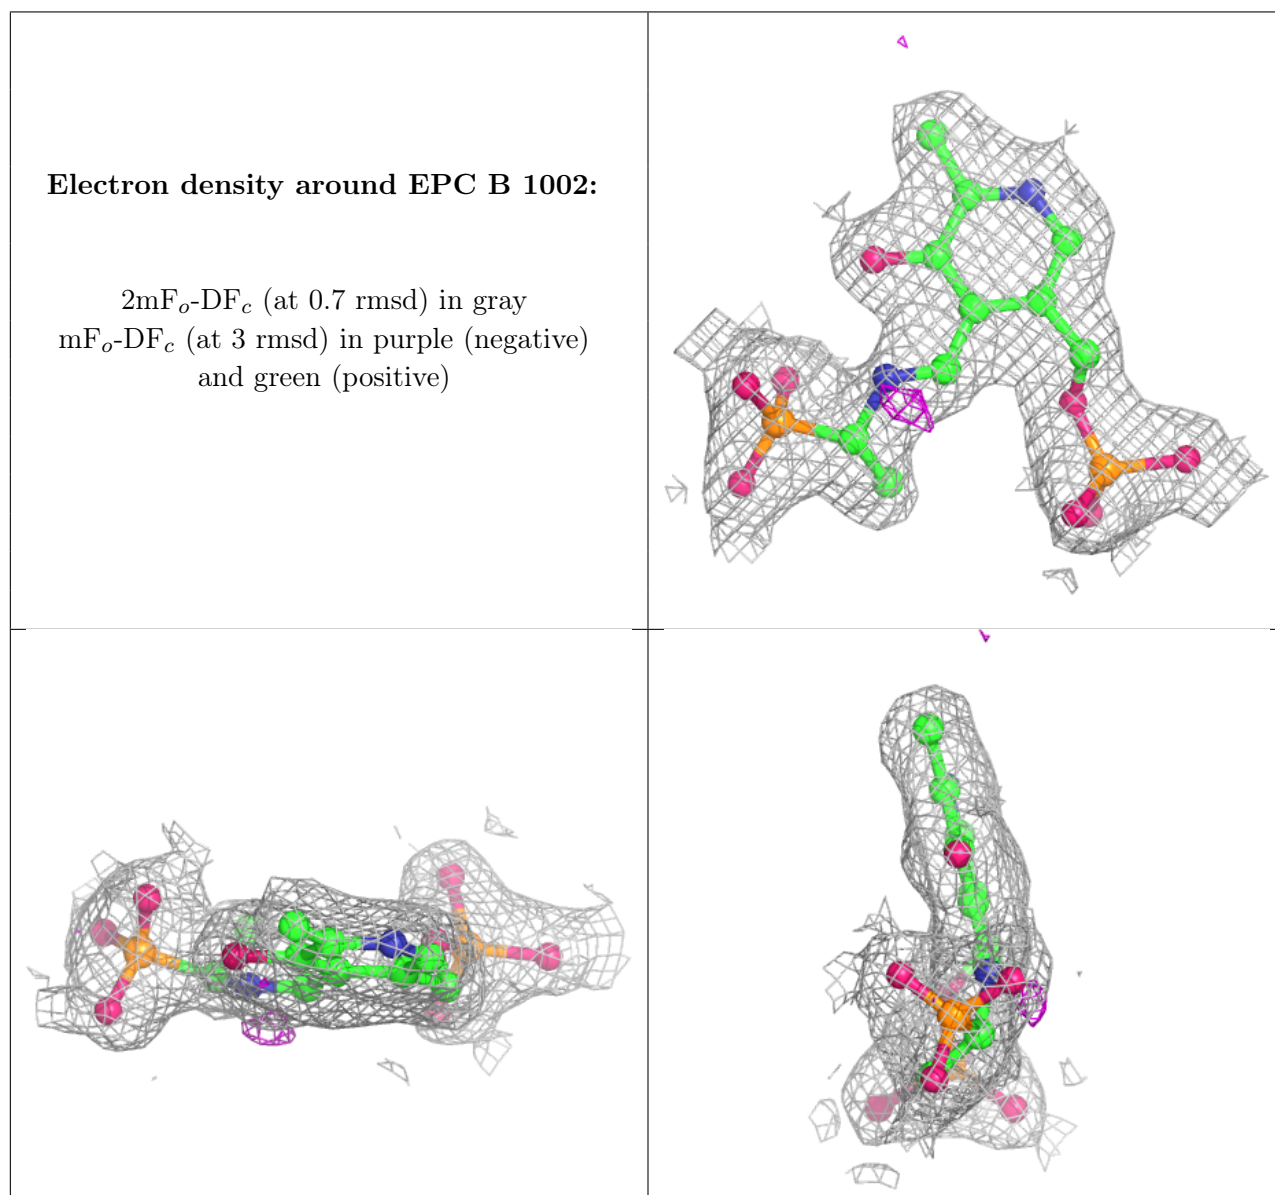 Electron density around EPC B 1002:
2mFo-DFc (at 0.7 rmsd) in gray
mFo-DFc (at 3 rmsd) in purple (negative)
and green (positive)